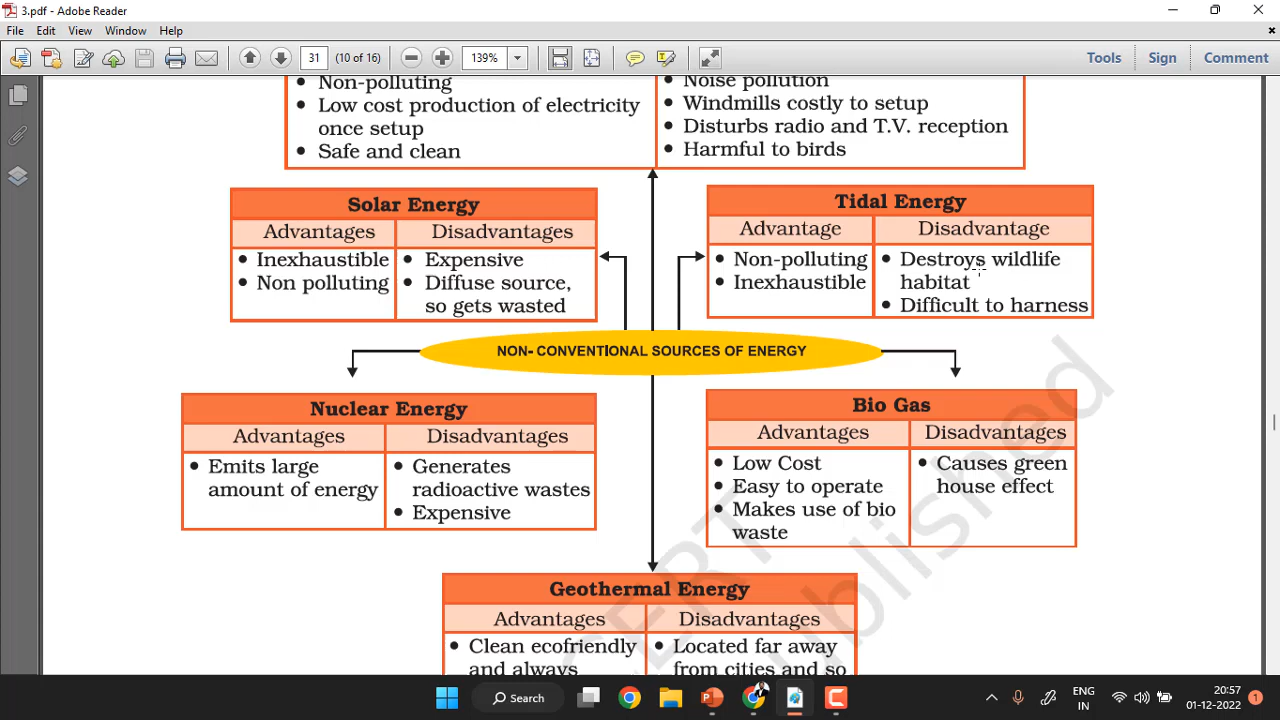 3.pdf - Adobe Reader
File Edit View Window Help
31 (10 of 16) 139% Tools Sign Comment
Non-polluting
Low cost production of electricity
once setup
Safe and clean
Noise pollution
Windmills costly to setup
Disturbs radio and T.V. reception
Harmful to birds
Solar Energy
Advantages Disadvantages
Inexhaustible
Non polluting
Expensive
Diffuse source,
so gets wasted
Tidal Energy
Advantage Disadvantage
Non-polluting
Inexhaustible
Destroys wildlife
habitat
Difficult to harness
NON- CONVENTIONAL SOURCES OF ENERGY
Nuclear Energy
Advantages Disadvantages
Emits large
amount of energy
Generates
radioactive wastes
Expensive
Bio Gas
Advantages Disadvantages
Low Cost
Easy to operate
Makes use of bio
waste
Causes green
house effect
Geothermal Energy
Advantages Disadvantages
Clean ecofriendly
and always
Located far away
from cities and so
Search
ENG
IN
20:57
01-12-2022
1